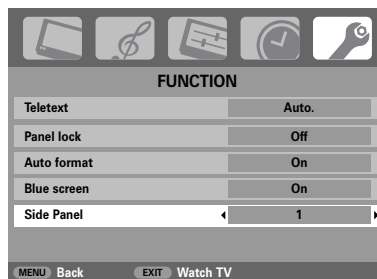 FUNCTION
Teletext Auto.
Panel lock Off
Auto format On
Blue screen On
Side Panel 1
MENU Back EXIT Watch TV